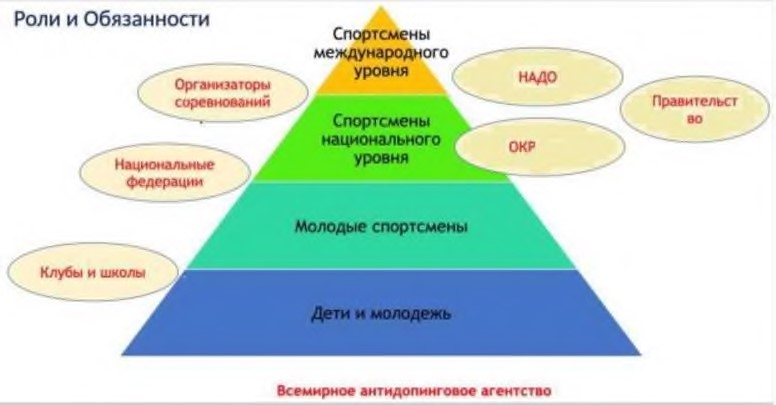 Роли и Обязанности
Спортсмены
международного
уровня
Организаторы
соревнований
НАДО
Правительст
во
Спортсмены
национального
уровня
ОКР
Национальные
федерации
Молодые спортсмены
Клубы и школы
Дети и молодежь
Всемирное антидопинговое агентство